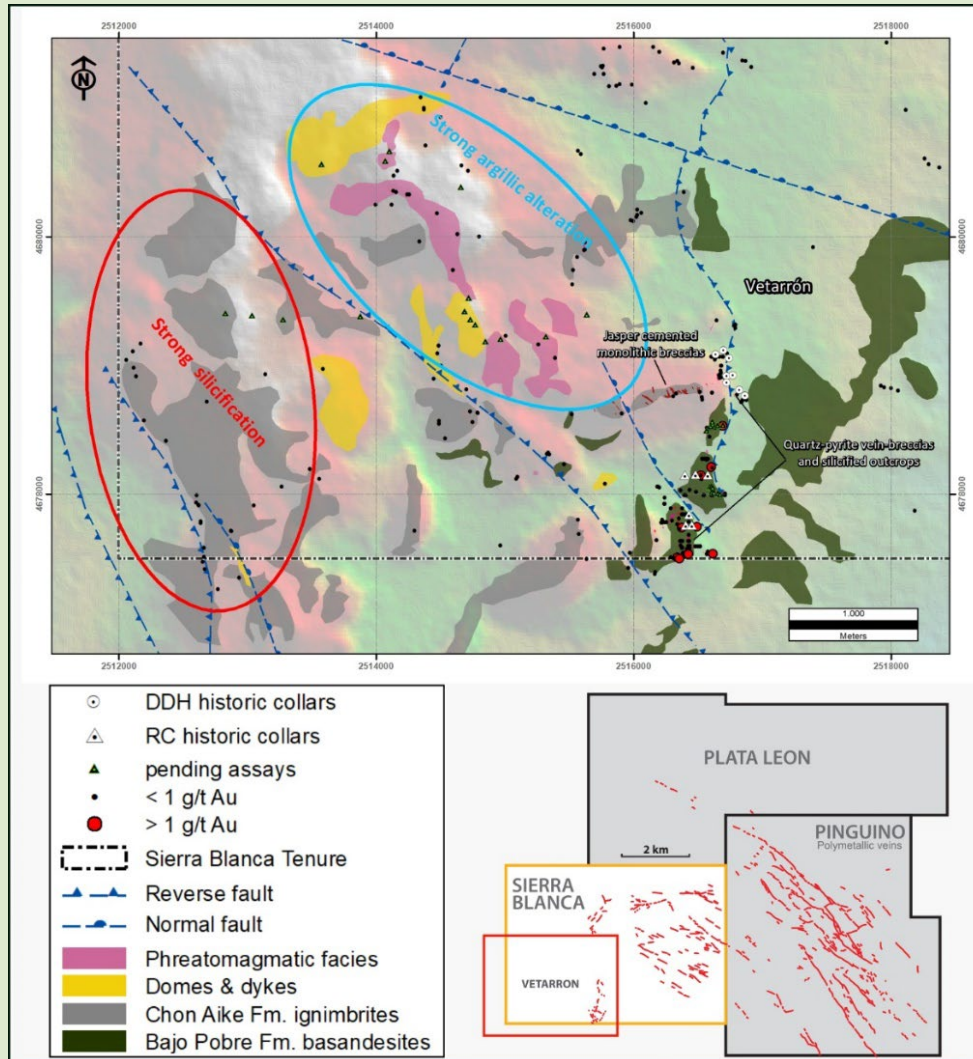 2512000
2514000
2516000
2518000
N
4680000
4680000
4678000
4678000
Strong argillic alteration
Strong silicification
Vetarrón
Jasper cemented
monolithic breccias
Quartz-pyrite vein-breccias
and silicified outcrops
1.000
Meters
2512000
2514000
2516000
2518000
DDH historic collars
RC historic collars
pending assays
< 1 g/t Au
> 1 g/t Au
Sierra Blanca Tenure
Reverse fault
Normal fault
Phreatomagmatic facies
Domes & dykes
Chon Aike Fm. ignimbrites
Bajo Pobre Fm. basandesites
PLATA LEON
PINGUINO
Polymetallic veins
2 km
SIERRA
BLANCA
VETARRON